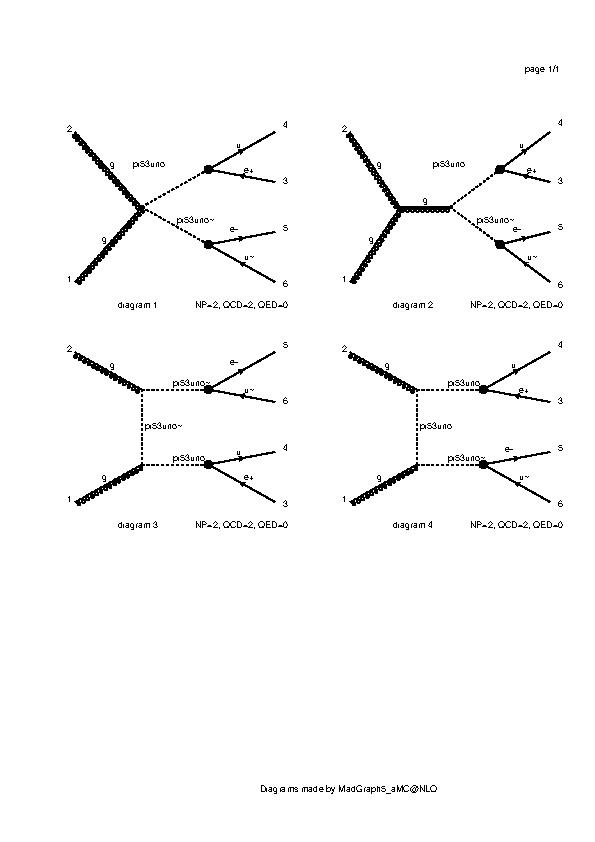 page 1/1
2
g
pi53uno
u
4
e+
3
pi53uno~
e-
5
g
u~
1
6
diagram 1 NP=2, QCD=2, QED=0
2
g
pi53uno
u
4
e+
3
g
pi53uno~
e-
5
g
u~
1
6
diagram 2 NP=2, QCD=2, QED=0
2
g
pi53uno~
e-
5
u~
6
pi53uno~
g
pi53uno
u
4
e+
1
3
diagram 3 NP=2, QCD=2, QED=0
2
g
pi53uno
u
4
e+
3
pi53uno
g
pi53uno~
e-
5
u~
1
6
diagram 4 NP=2, QCD=2, QED=0
Diagrams made by MadGraph5_aMC@NLO